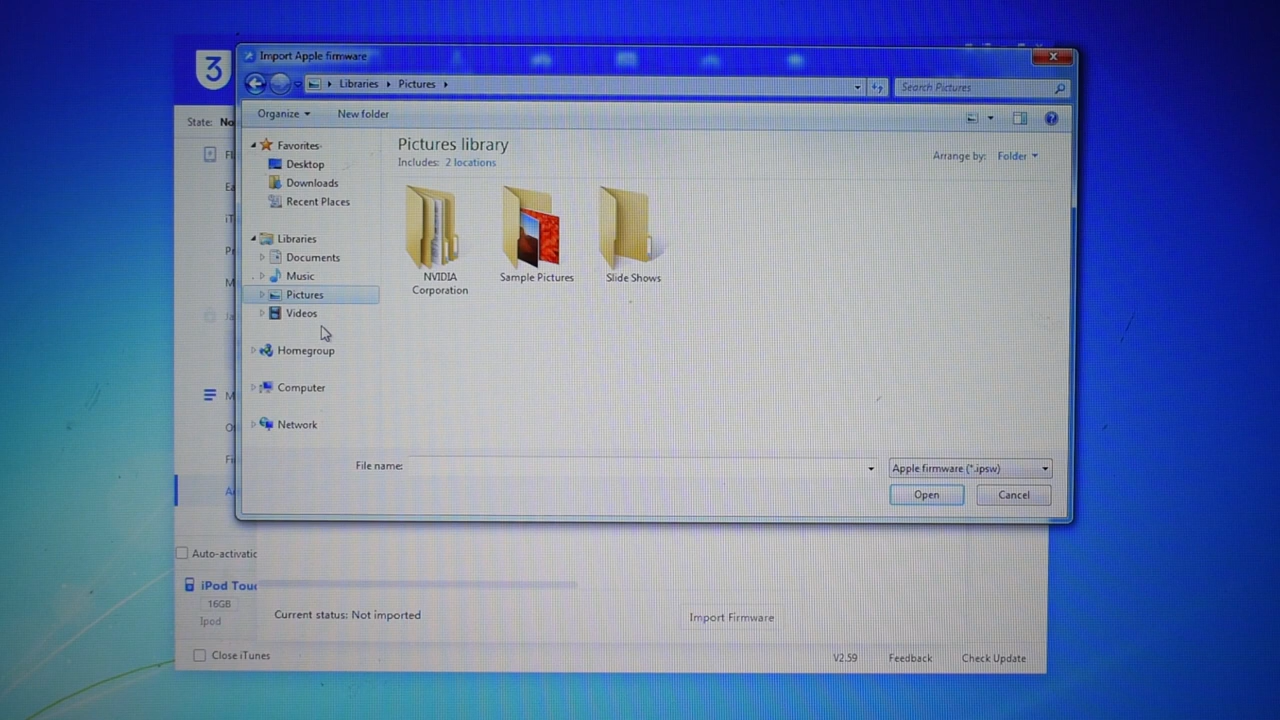 Import Apple firmware
3
Libraries Pictures
Search Pictures
Organize New folder
State: No
Favorites
Desktop
Downloads
Recent Places
Libraries
Documents
Music
Pictures
Videos
Homegroup
Computer
Network
Pictures library
Includes: 2 locations
Arrange by: Folder
NVIDIA Corporation
Sample Pictures
Slide Shows
File name:
Apple firmware (*.ipsw)
Open Cancel
Auto-activatic
iPod Touc
16GB
Ipod
Current status: Not imported
Import Firmware
Close iTunes
V2.59 Feedback Check Update